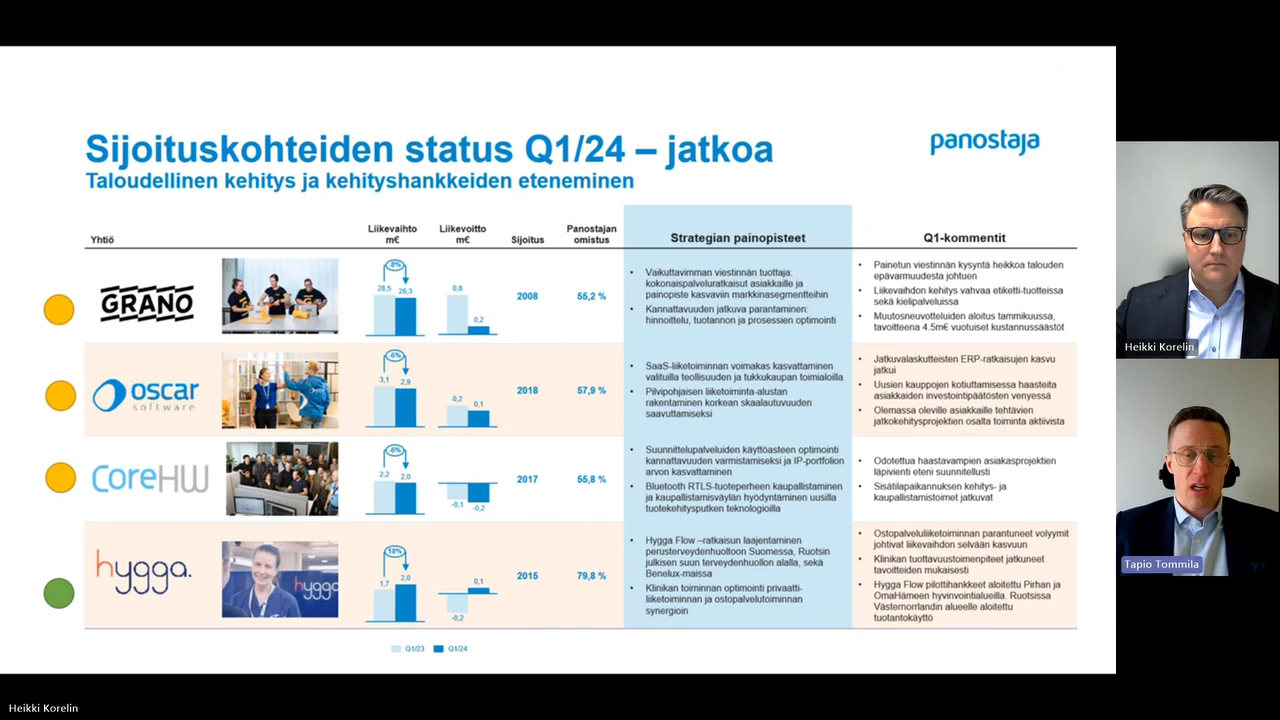 Sijoituskohteiden status Q1/24 – jatkoa
panostaja
Taloudellinen kehitys ja kehityshankkeiden eteneminen
Yhtiö
Liikevaihto
m€
Liikevoitto
m€
Sijoitus
Panostajan
omistus
Strategian painopisteet
Q1-kommentit
GRANO
-8%
28,5
26,3
0,8
0,2
2008
55,2 %
• Vaikuttavimman viestinnän tuottaja:
kokonaispalveluratkaisut asiakkaille ja
painopiste kasvaviin markkinasegmentteihin
• Kannattavuuden jatkuva parantaminen:
hinnoittelu, tuotannon ja prosessien optimointi
• Painetun viestinnän kysyntä heikkoa talouden
epävarmuudesta johtuen
• Liikevaihdon kehitys vahvaa etiketti-tuotteissa
sekä kielipalveluissa
• Muutosneuvotteluiden aloitus tammikuussa,
tavoitteena 4.5m€ vuotuiset kustannussäästöt
oscar
software
-6%
3,1
2,9
0,2
0,1
2018
57,9 %
• SaaS-liiketoiminnan voimakas kasvattaminen
valituilla teollisuuden ja tukkukaupan toimialoilla
• Pilvipohjaisen liiketoiminta-alustan
rakentaminen korkean skaalautuvuuden
saavuttamiseksi
• Jatkuvalaskutteisten ERP-ratkaisujen kasvu
jatkui
• Uusien kauppojen kotiuttamisessa haasteita
asiakkaiden investointipäätösten venyessä
• Olemassa oleville asiakkaille tehtävien
jatkokehitysprojektien osalta toiminta aktiivista
CoreHW
-6%
2,2
2,0
-0,1
-0,2
2017
55,8 %
• Suunnittelupalveluiden käyttöasteen optimointi
kannattavuuden varmistamiseksi ja IP-portfolion
arvon kasvattaminen
• Bluetooth RTLS-tuoteperheen kaupallistaminen
ja kaupallistamisväylän hyödyntäminen uusilla
tuotekehitysputken teknologioilla
• Odotettua haastavampien asiakasprojektien
läpivienti eteni suunnitellusti
• Sisätilapaikannuksen kehitys- ja
kaupallistamistoimet jatkuvat
hygga.
hygga
18%
1,7
2,0
-0,2
0,1
2015
79,8 %
• Hygga Flow –ratkaisun laajentaminen
perusterveydenhuoltoon Suomessa, Ruotsin
julkisen suun terveydenhuollon alalla, sekä
Benelux-maissa
• Klinikan toiminnan optimointi privaatti-
liiketoiminnan ja ostopalvelutoiminnan
synergioin
• Ostopalveluliiketoiminnan parantuneet volyymit
johtivat liikevaihdon selvään kasvuun
• Klinikan tuottavuustoimenpiteet jatkuneet
tavoitteiden mukaisesti
• Hygga Flow pilottihankkeet aloitettu Pirhan ja
OmaHämeen hyvinvointialueilla. Ruotsissa
Västernorrlandin alueelle aloitettu
tuotantokäyttö
Q1/23
Q1/24
Heikki Korelin
Tapio Tommila
Heikki Korelin